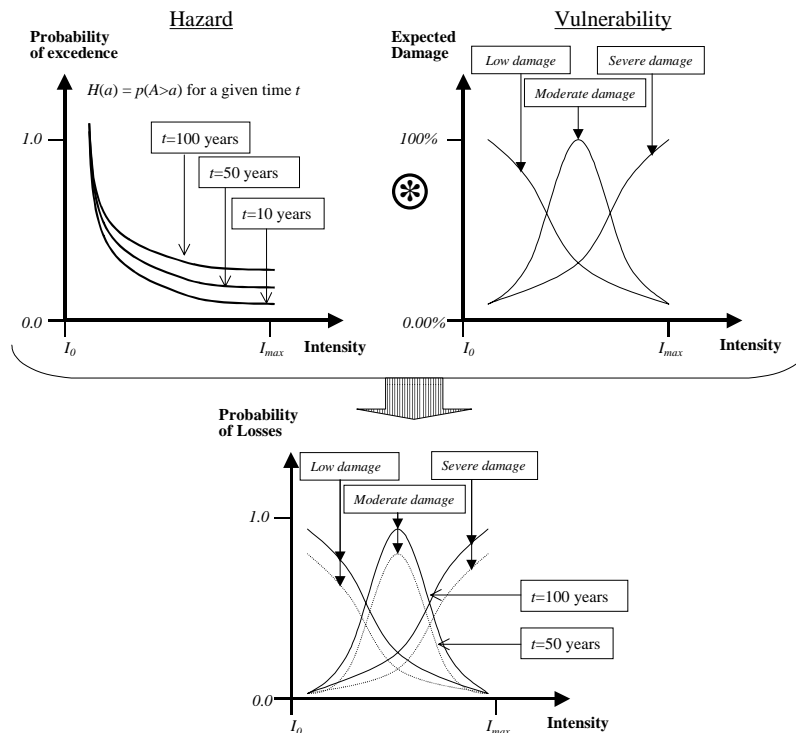 Hazard
Probability
of excedence
H(a) = p(A>a) for a given time t
1.0
t=100 years
t=50 years
t=10 years
0.0
I0
Imax
Intensity
Vulnerability
Expected
Damage
Low damage
Severe damage
Moderate damage
100%
0.00%
I0
Imax
Intensity
Probability
of Losses
Low damage
Severe damage
Moderate damage
1.0
t=100 years
t=50 years
0.0
I0
Imax
Intensity